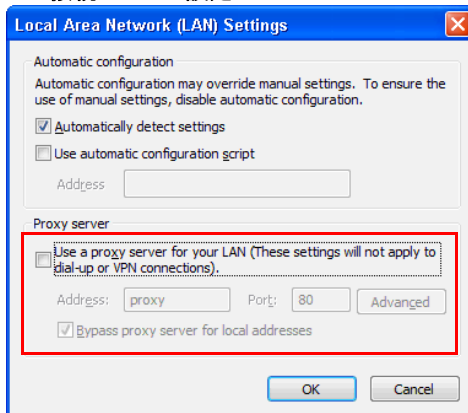 Local Area Network (LAN) Settings
Automatic configuration
Automatic configuration may override manual settings. To ensure the
use of manual settings, disable automatic configuration.
Automatically detect settings
Use automatic configuration script
Address
Proxy server
Use a proxy server for your LAN (These settings will not apply to
dial-up or VPN connections).
Address: proxy Port: 80 Advanced
Bypass proxy server for local addresses
OK Cancel